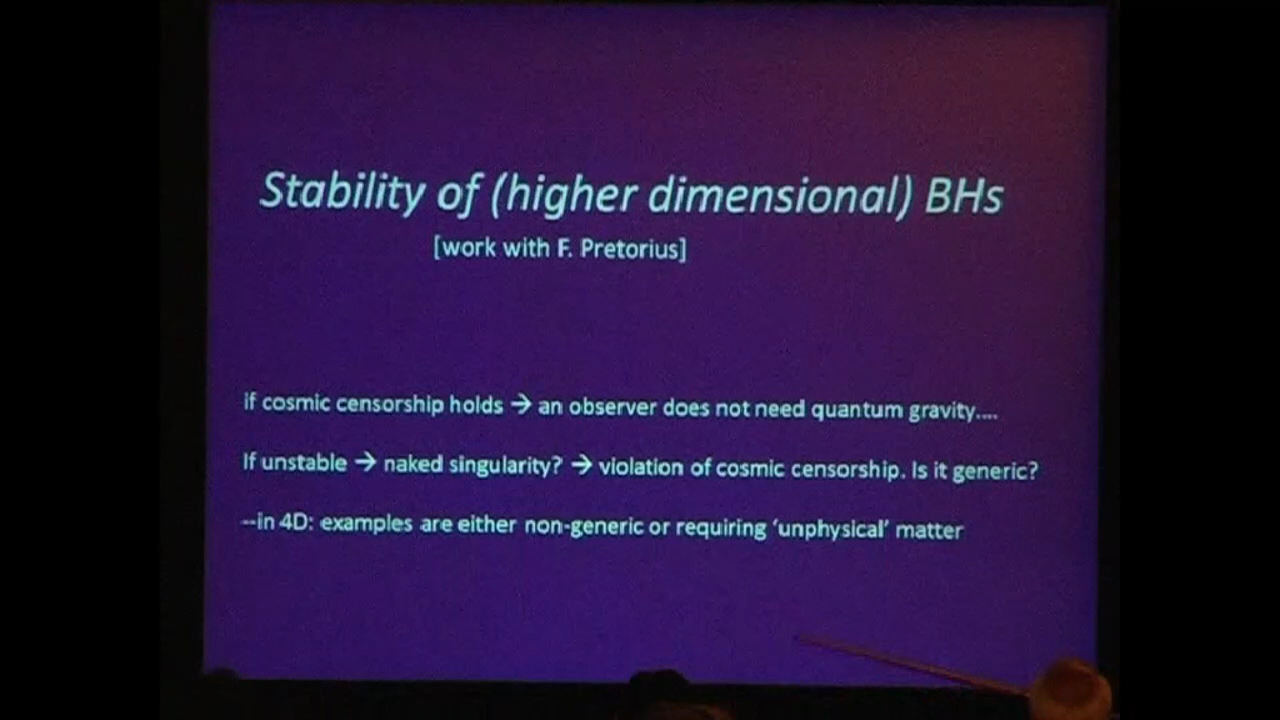 Stability of (higher dimensional) BHs
[work with F. Pretorius]
if cosmic censorship holds → an observer does not need quantum gravity....
If unstable → naked singularity? → violation of cosmic censorship. Is it generic?
--in 4D: examples are either non-generic or requiring ‘unphysical’ matter